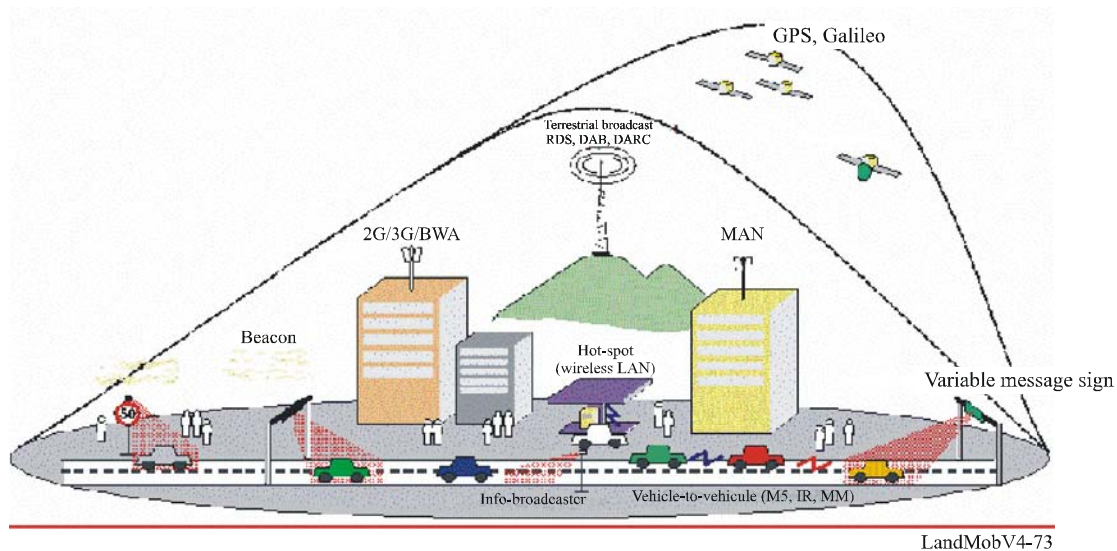 GPS, Galileo
Terrestrial broadcast
RDS, DAB, DARC
2G/3G/BWA
MAN
Beacon
Hot-spot
(wireless LAN)
Variable message sign
50
Info-broadcaster
Vehicle-to-vehicule (M5, IR, MM)
LandMobV4-73